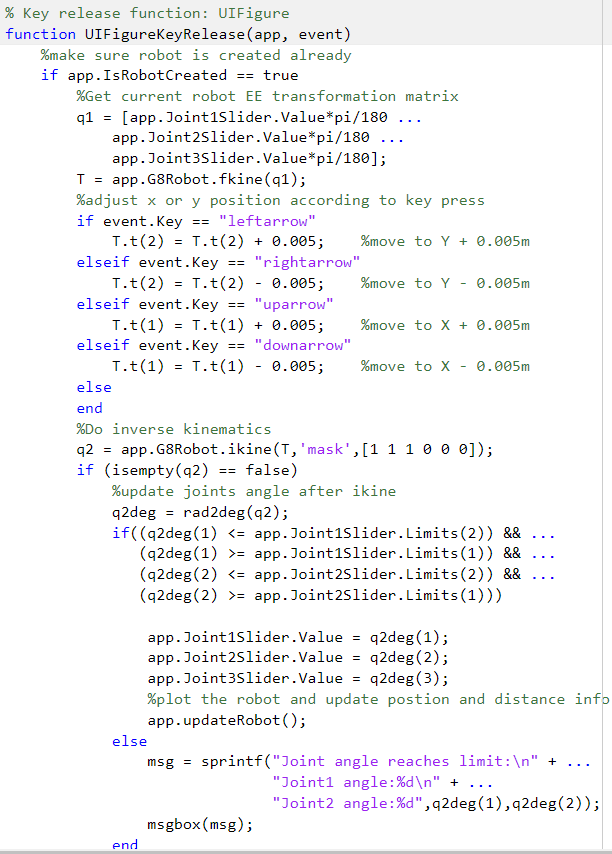 % Key release function: UIFigure
function UIFigureKeyRelease(app, event)
    %make sure robot is created already
    if app.IsRobotCreated == true
        %Get current robot EE transformation matrix
        q1 = [app.Joint1Slider.Value*pi/180 ...
            app.Joint2Slider.Value*pi/180 ...
            app.Joint3Slider.Value*pi/180];
        T = app.G8Robot.fkine(q1);
        %adjust x or y position according to key press
        if event.Key == "leftarrow"
            T.t(2) = T.t(2) + 0.005;    %move to Y + 0.005m
        elseif event.Key == "rightarrow"
            T.t(2) = T.t(2) - 0.005;    %move to Y - 0.005m
        elseif event.Key == "uparrow"
            T.t(1) = T.t(1) + 0.005;    %move to X + 0.005m
        elseif event.Key == "downarrow"
            T.t(1) = T.t(1) - 0.005;    %move to X - 0.005m
        else
        end
        %Do inverse kinematics
        q2 = app.G8Robot.ikine(T,'mask',[1 1 1 0 0 0]);
        if (isempty(q2) == false)
            %update joints angle after ikine
            q2deg = rad2deg(q2);
            if((q2deg(1) <= app.Joint1Slider.Limits(2)) && ...
               (q2deg(1) >= app.Joint1Slider.Limits(1)) && ...
               (q2deg(2) <= app.Joint2Slider.Limits(2)) && ...
               (q2deg(2) >= app.Joint2Slider.Limits(1)))

                app.Joint1Slider.Value = q2deg(1);
                app.Joint2Slider.Value = q2deg(2);
                app.Joint3Slider.Value = q2deg(3);
                %plot the robot and update postion and distance info
                app.updateRobot();
            else
                msg = sprintf("Joint angle reaches limit:\n" + ...
                              "Joint1 angle:%d\n" + ...
                              "Joint2 angle:%d",q2deg(1),q2deg(2));
                msgbox(msg);
            end